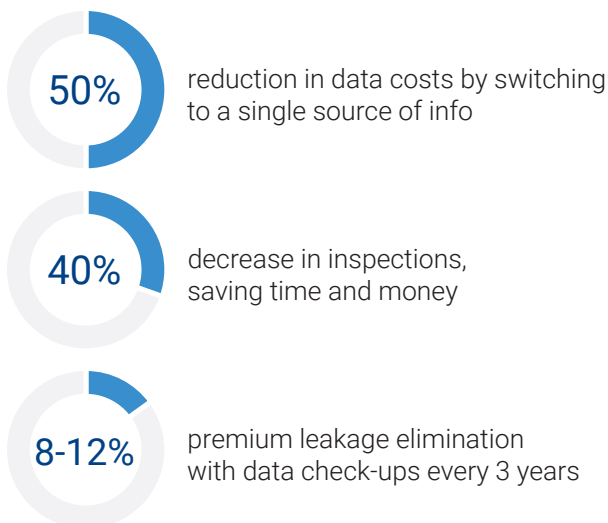 50%
reduction in data costs by switching
to a single source of info
40%
decrease in inspections,
saving time and money
8-12%
premium leakage elimination
with data check-ups every 3 years